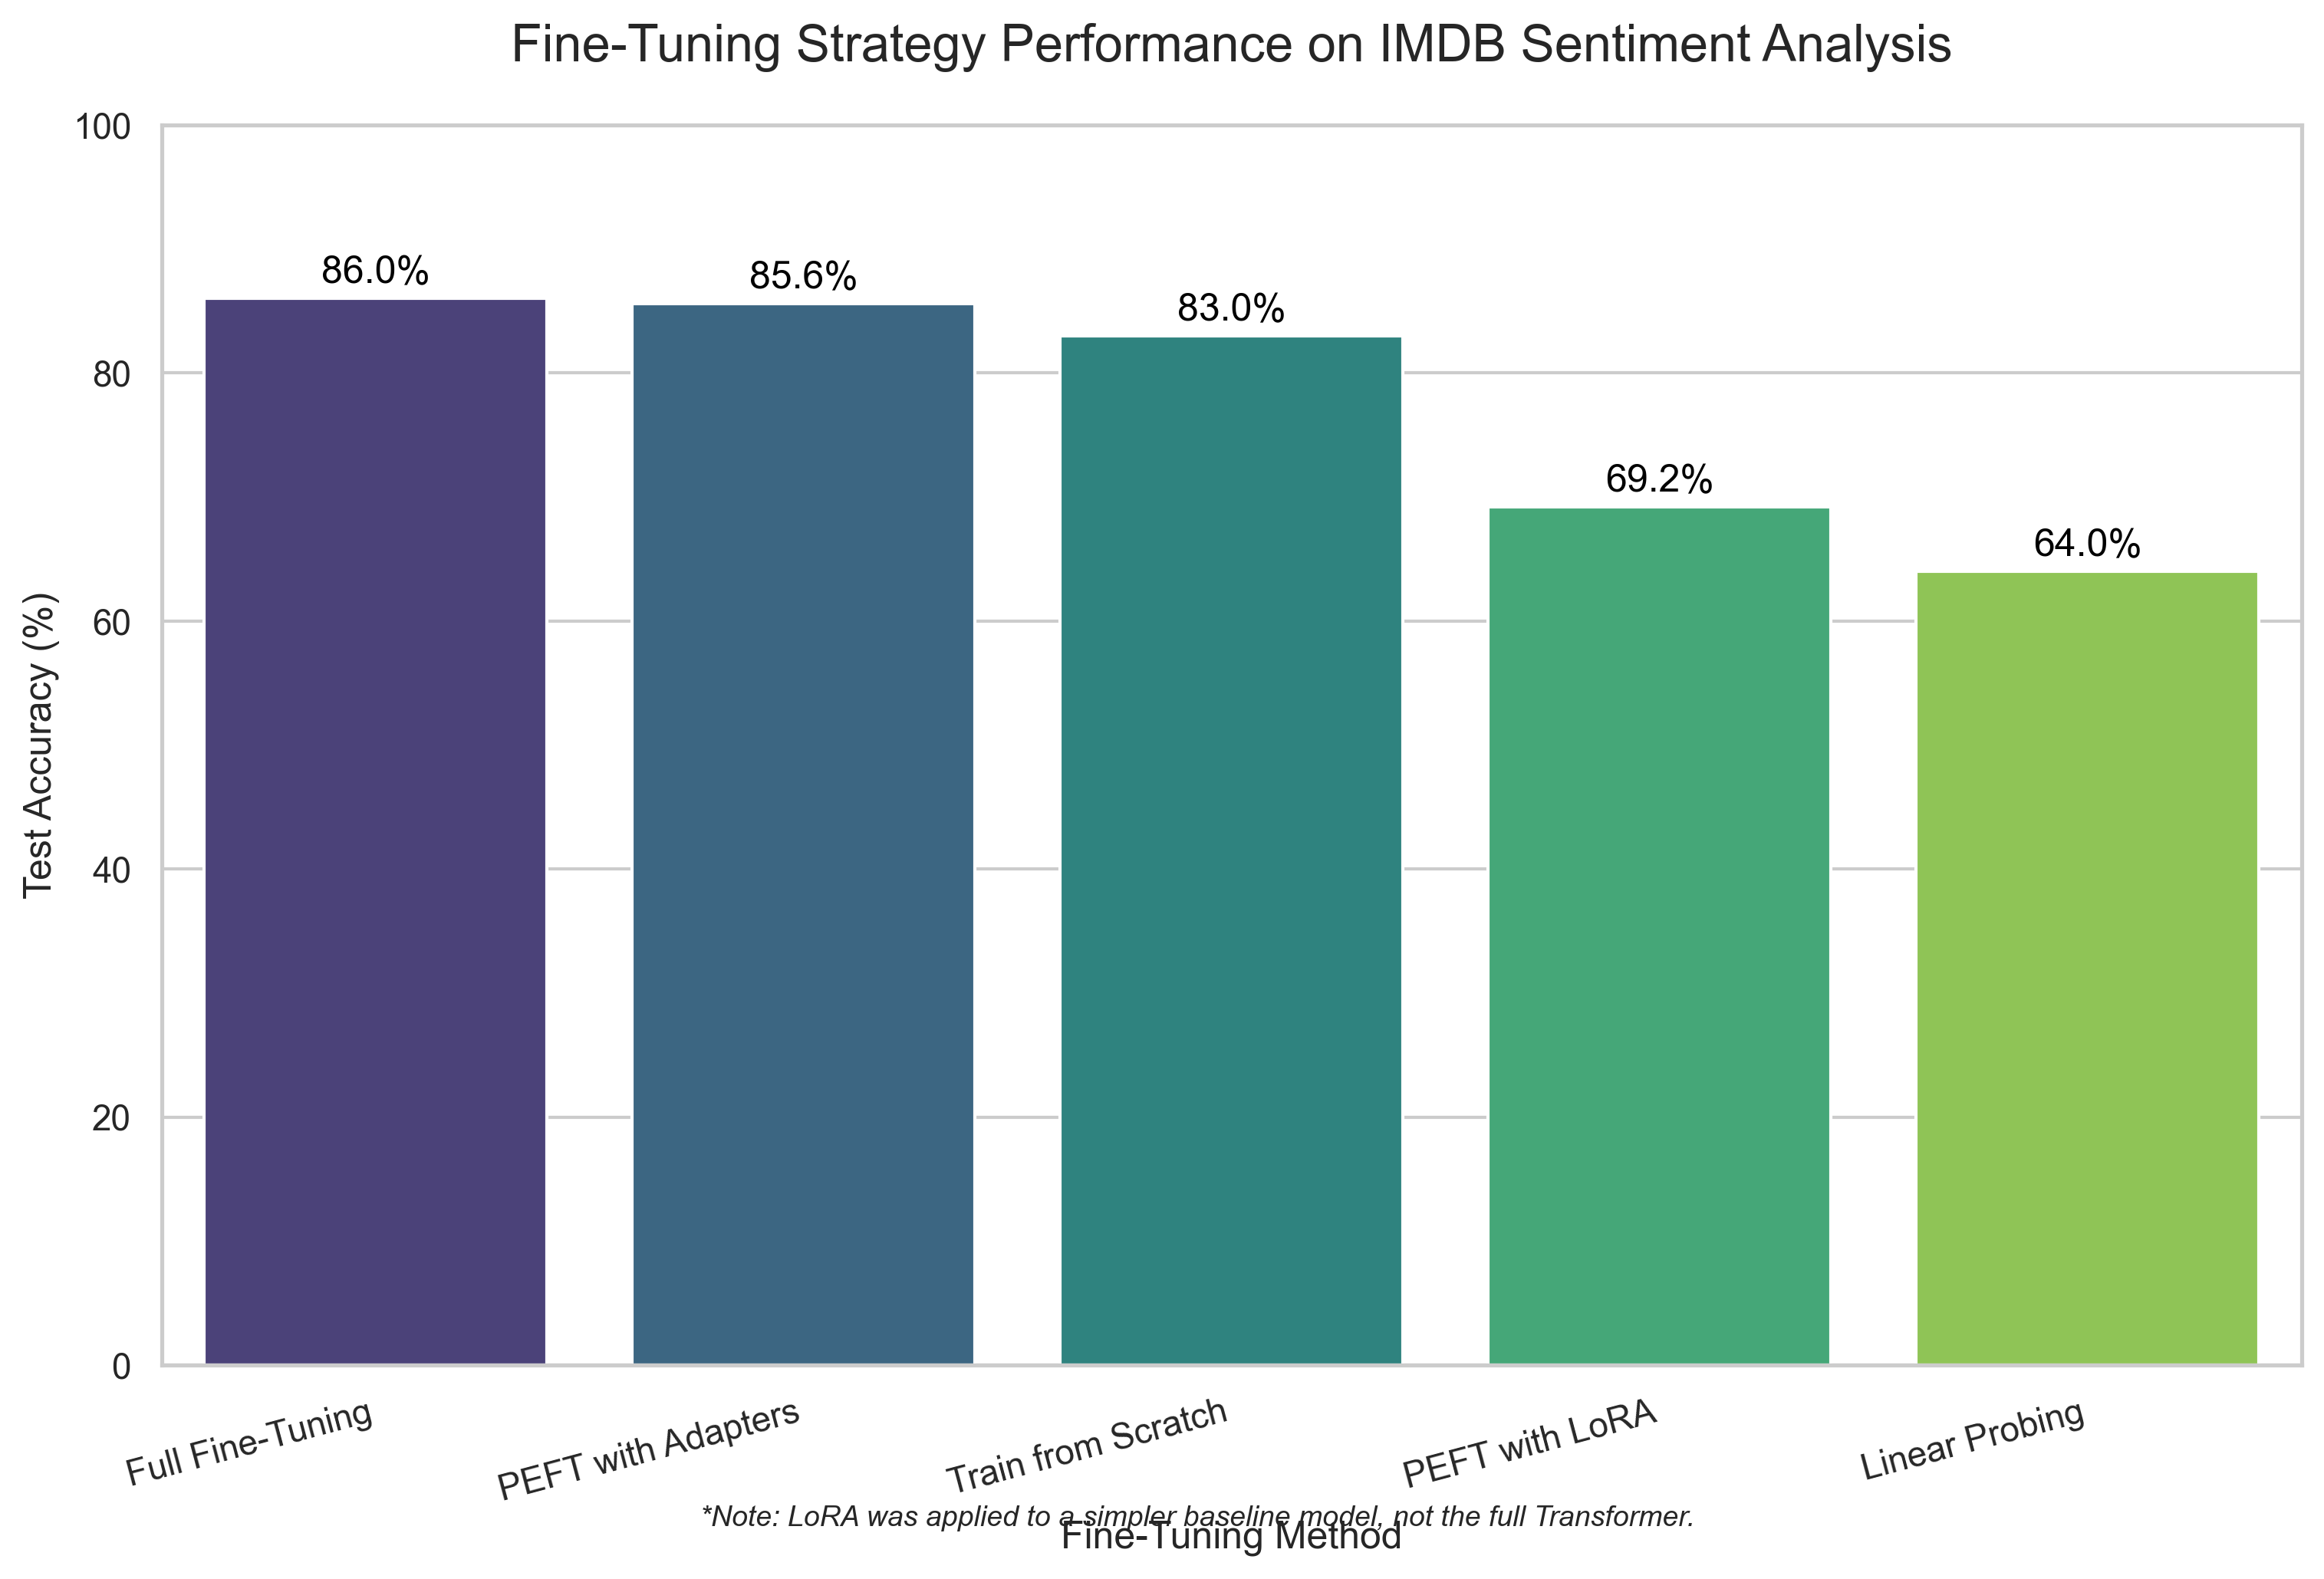 Fine-Tuning Strategy Performance on IMDB Sentiment Analysis
Test Accuracy (%)
100
80
60
40
20
0
86.0%
85.6%
83.0%
69.2%
64.0%
Full Fine-Tuning
PEFT with Adapters
Train from Scratch
PEFT with LoRA
Linear Probing
*Note: LoRA was applied to a simpler baseline model, not the full Transformer.
Fine-Tuning Method